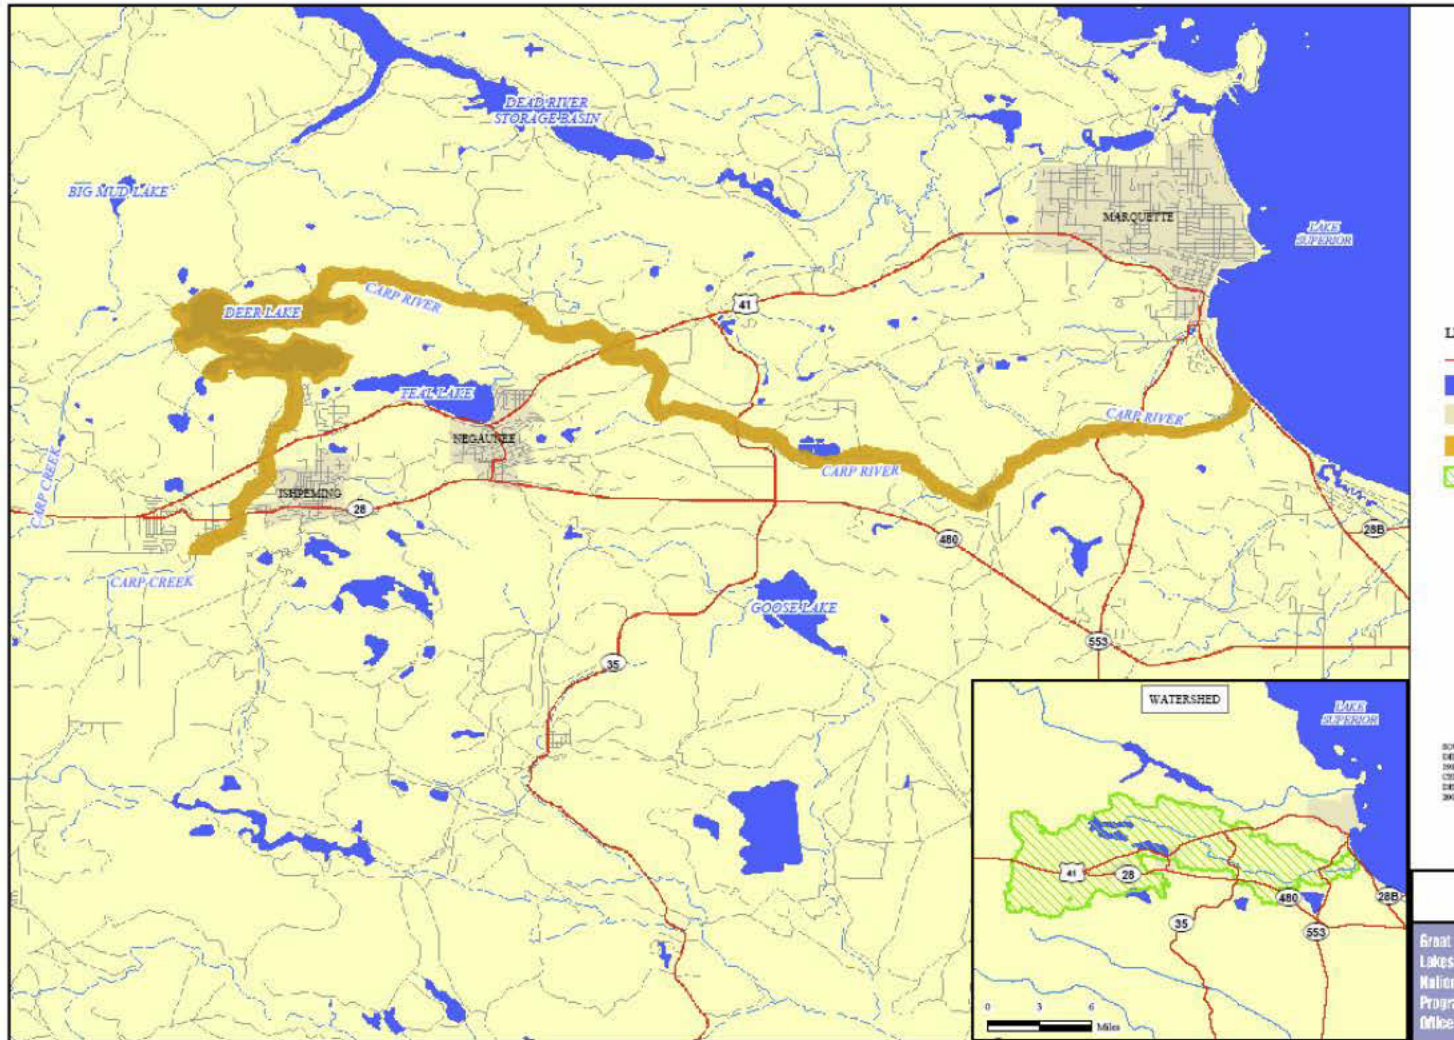 DEAD RIVER
STORAGE BASIN
BIG MUD LAKE
MARQUETTE
LAKE
SUPERIOR
DEER LAKE
CARP RIVER
41
TEAL LAKE
NEGAUNEE
CARP RIVER
CARP RIVER
CARP CREEK
ISHPEMING
28
480
28B
CARP CREEK
GOOSE LAKE
553
35
WATERSHED
LAKE
SUPERIOR
41
28
480
28B
35
553
0 3 6
Miles
Great
Lakes